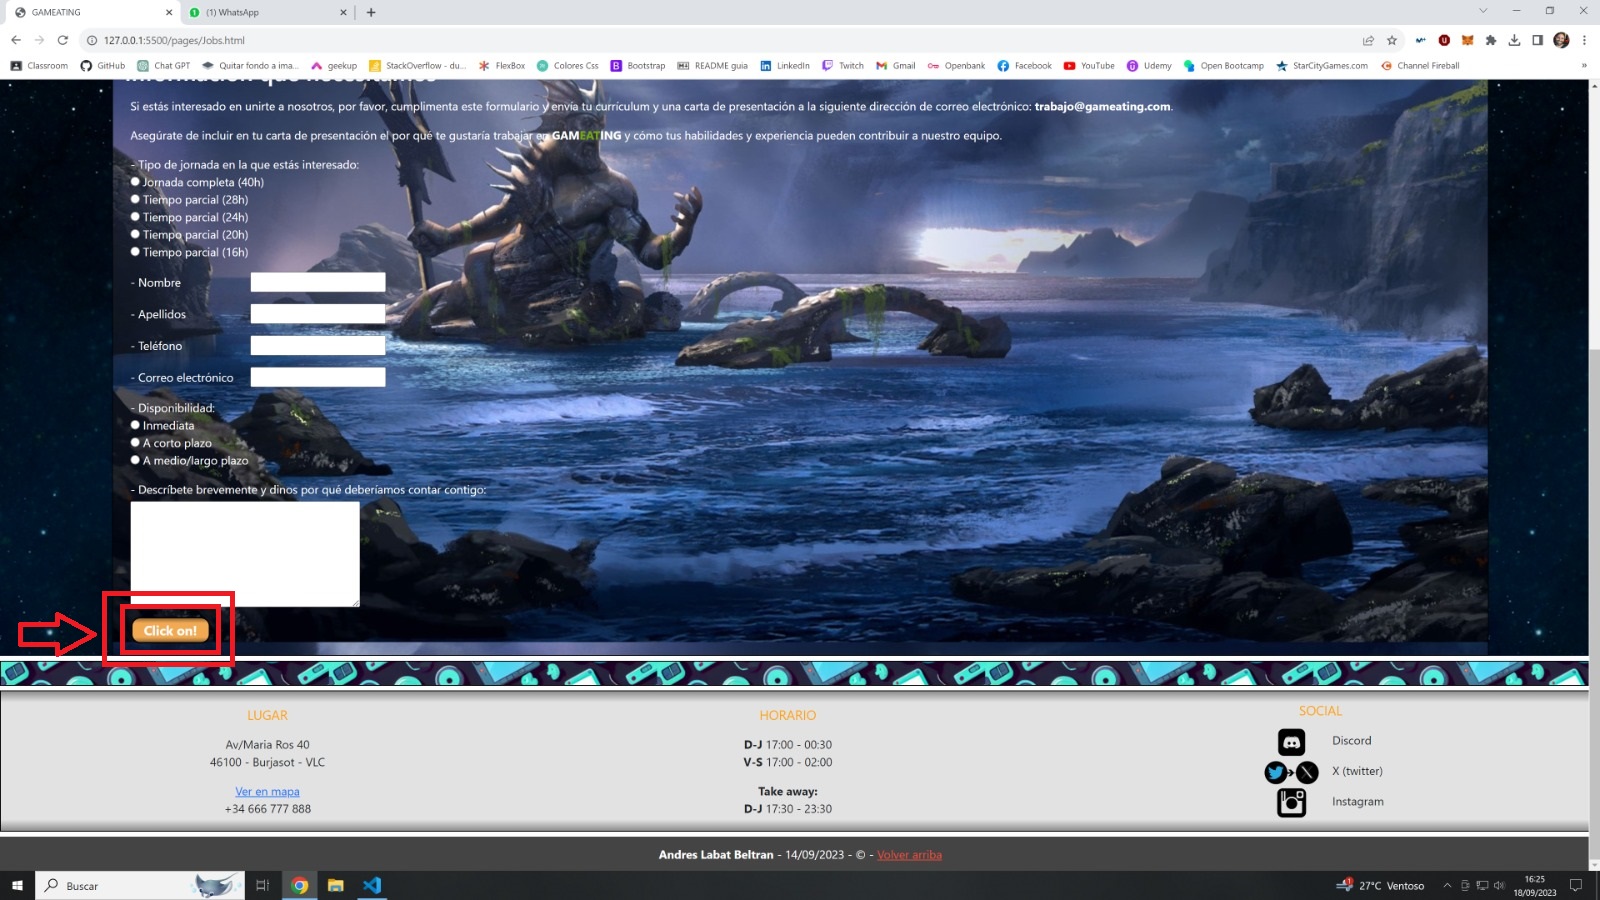 GAMEATING
(1) WhatsApp
127.0.0.1:5500/pages/Jobs.html
Classroom
GitHub
Chat GPT
Quitar fondo a ima...
geekup
StackOverflow - du...
FlexBox
Colores Css
Bootstrap
README guia
LinkedIn
Twitch
Gmail
Openbank
Facebook
YouTube
Udemy
Open Bootcamp
StarCityGames.com
Channel Fireball
Si estás interesado en unirte a nosotros, por favor, cumplimenta este formulario y envía tu currículum y una carta de presentación a la siguiente dirección de correo electrónico: trabajo@gameating.com.
Asegúrate de incluir en tu carta de presentación el por qué te gustaría trabajar en GAMEATING y cómo tus habilidades y experiencia pueden contribuir a nuestro equipo.
- Tipo de jornada en la que estás interesado:
Jornada completa (40h)
Tiempo parcial (28h)
Tiempo parcial (24h)
Tiempo parcial (20h)
Tiempo parcial (16h)
- Nombre
- Apellidos
- Teléfono
- Correo electrónico
- Disponibilidad:
Inmediata
A corto plazo
A medio/largo plazo
- Descríbete brevemente y dinos por qué deberíamos contar contigo:
Click on!
LUGAR
Av/Maria Ros 40
46100 - Burjasot - VLC
Ver en mapa
+34 666 777 888
HORARIO
D-J 17:00 - 00:30
V-S 17:00 - 02:00
Take away:
D-J 17:30 - 23:30
SOCIAL
Discord
X (twitter)
Instagram
Andres Labat Beltran - 14/09/2023 - © - Volver arriba
Buscar
27°C Ventoso
16:25
18/09/2023